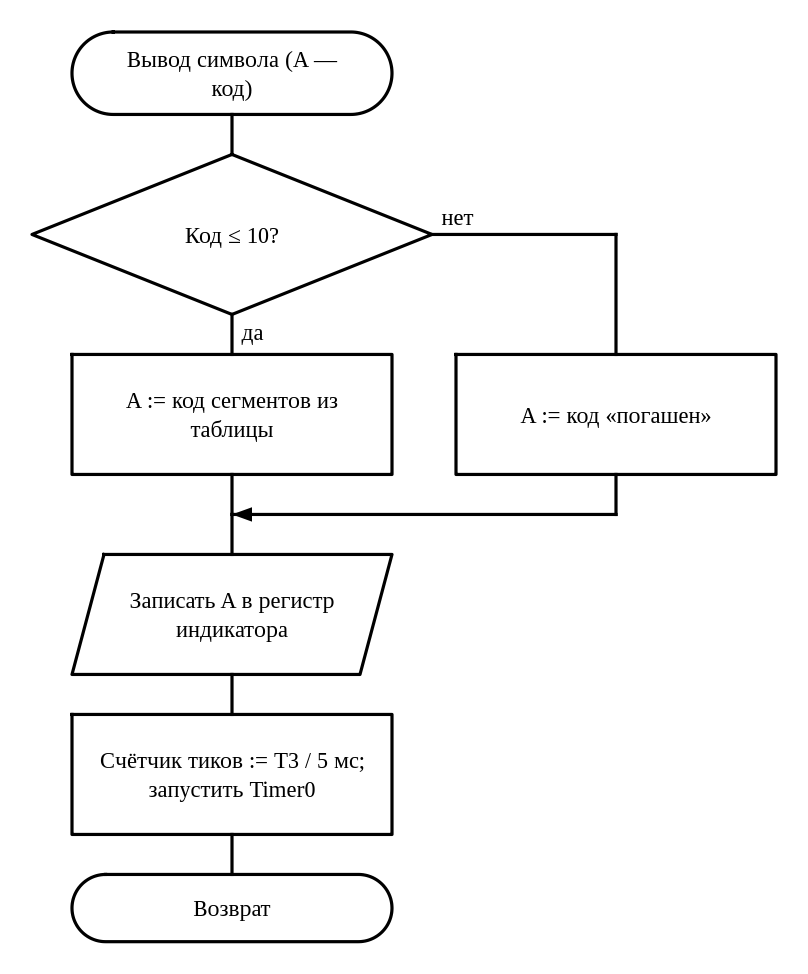 Вывод символа (А —
код)
Код ≤ 10?
нет
да
А := код сегментов из
таблицы
А := код «погашен»
Записать А в регистр
индикатора
Счётчик тиков := ТЗ / 5 мс;
запустить Timer0
Возврат